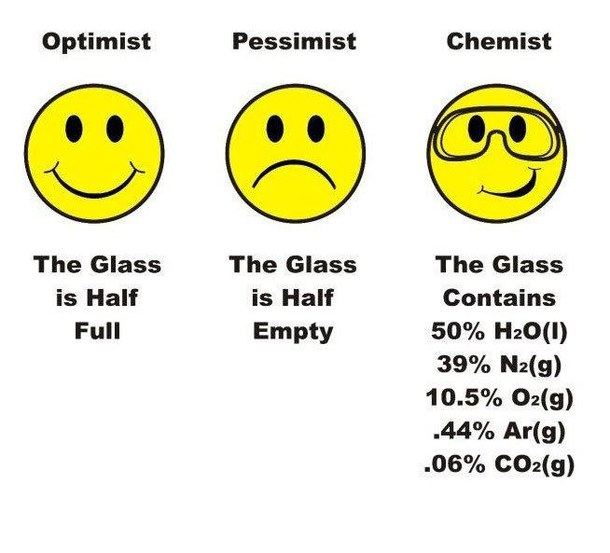 Optimist
Pessimist
Chemist
The Glass
is Half
Full
The Glass
is Half
Empty
The Glass
Contains
50% H₂O(l)
39% N₂(g)
10.5% O₂(g)
.44% Ar(g)
.06% CO₂(g)